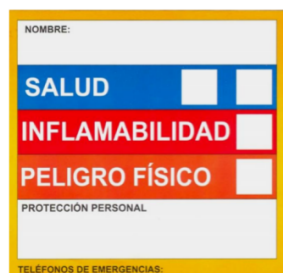 NOMBRE:
SALUD
INFLAMABILIDAD
PELIGRO FÍSICO
PROTECCIÓN PERSONAL
TELÉFONOS DE EMERGENCIAS: